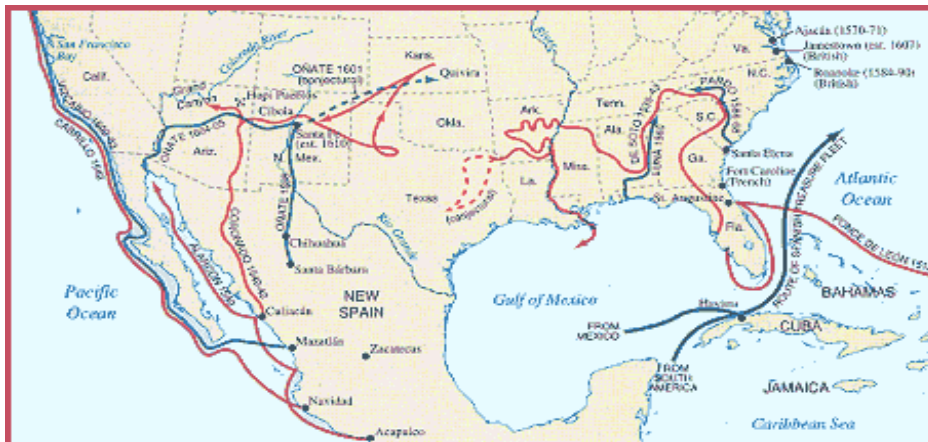 San Francisco
Bay
Calif.
Colorado River
Grand
Canyon
Hopi Pueblos
Cibola
OÑATE 1601
(conjectural)
Kans.
Quivira
Okla.
Ariz.
OÑATE 1604-05
Santa Fe
(est. 1610)
N.
Mex.
Texas
(conjectural)
Ark.
La.
Miss.
Tenn.
Ala.
DE SOTO 1539-43
LUNA 1560
PARDO 1566-68
Va.
N.C.
S.C.
Ga.
Fla.
Ajacán (1570-71)
Jamestown (est. 1607)
(British)
Roanoke (1584-90)
(British)
Santa Elena
Fort Caroline
(French)
St. Augustine
Atlantic
Ocean
ROUTE OF SPANISH TREASURE FLEET
PONCE DE LEÓN
BAHAMAS
Havana
CUBA
JAMAICA
Caribbean Sea
FROM
MEXICO
FROM
SOUTH
AMERICA
Gulf of Mexico
Rio Grande
OÑATE 1598
Chihuahua
Santa Bárbara
NEW
SPAIN
CORONADO 1540-42
ALARCON 1540
VIZCAINO 1602-03
CABRILLO 1542
Pacific
Ocean
Culiacán
Mazatlán
Zacatecas
Navidad
Acapulco